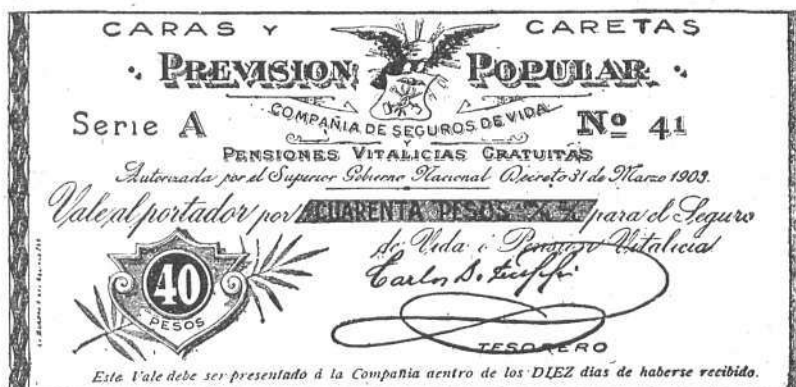 CARAS Y CARETAS
PREVISION POPULAR
COMPAÑIA DE SEGUROS DE VIDA
Serie A Nº 41
Y
PENSIONES VITALICIAS GRATUITAS
Autorizada por el Superior Gobierno Nacional Decreto 31 de Marzo 1903.
Vale al portador por CUARENTA PESOS m/n para el Seguro
de Vida ó Pensión Vitalicia
Carlos
40
PESOS
TESORERO
Este Vale debe ser presentado á la Compañia dentro de los DIEZ dias de haberse recibido.